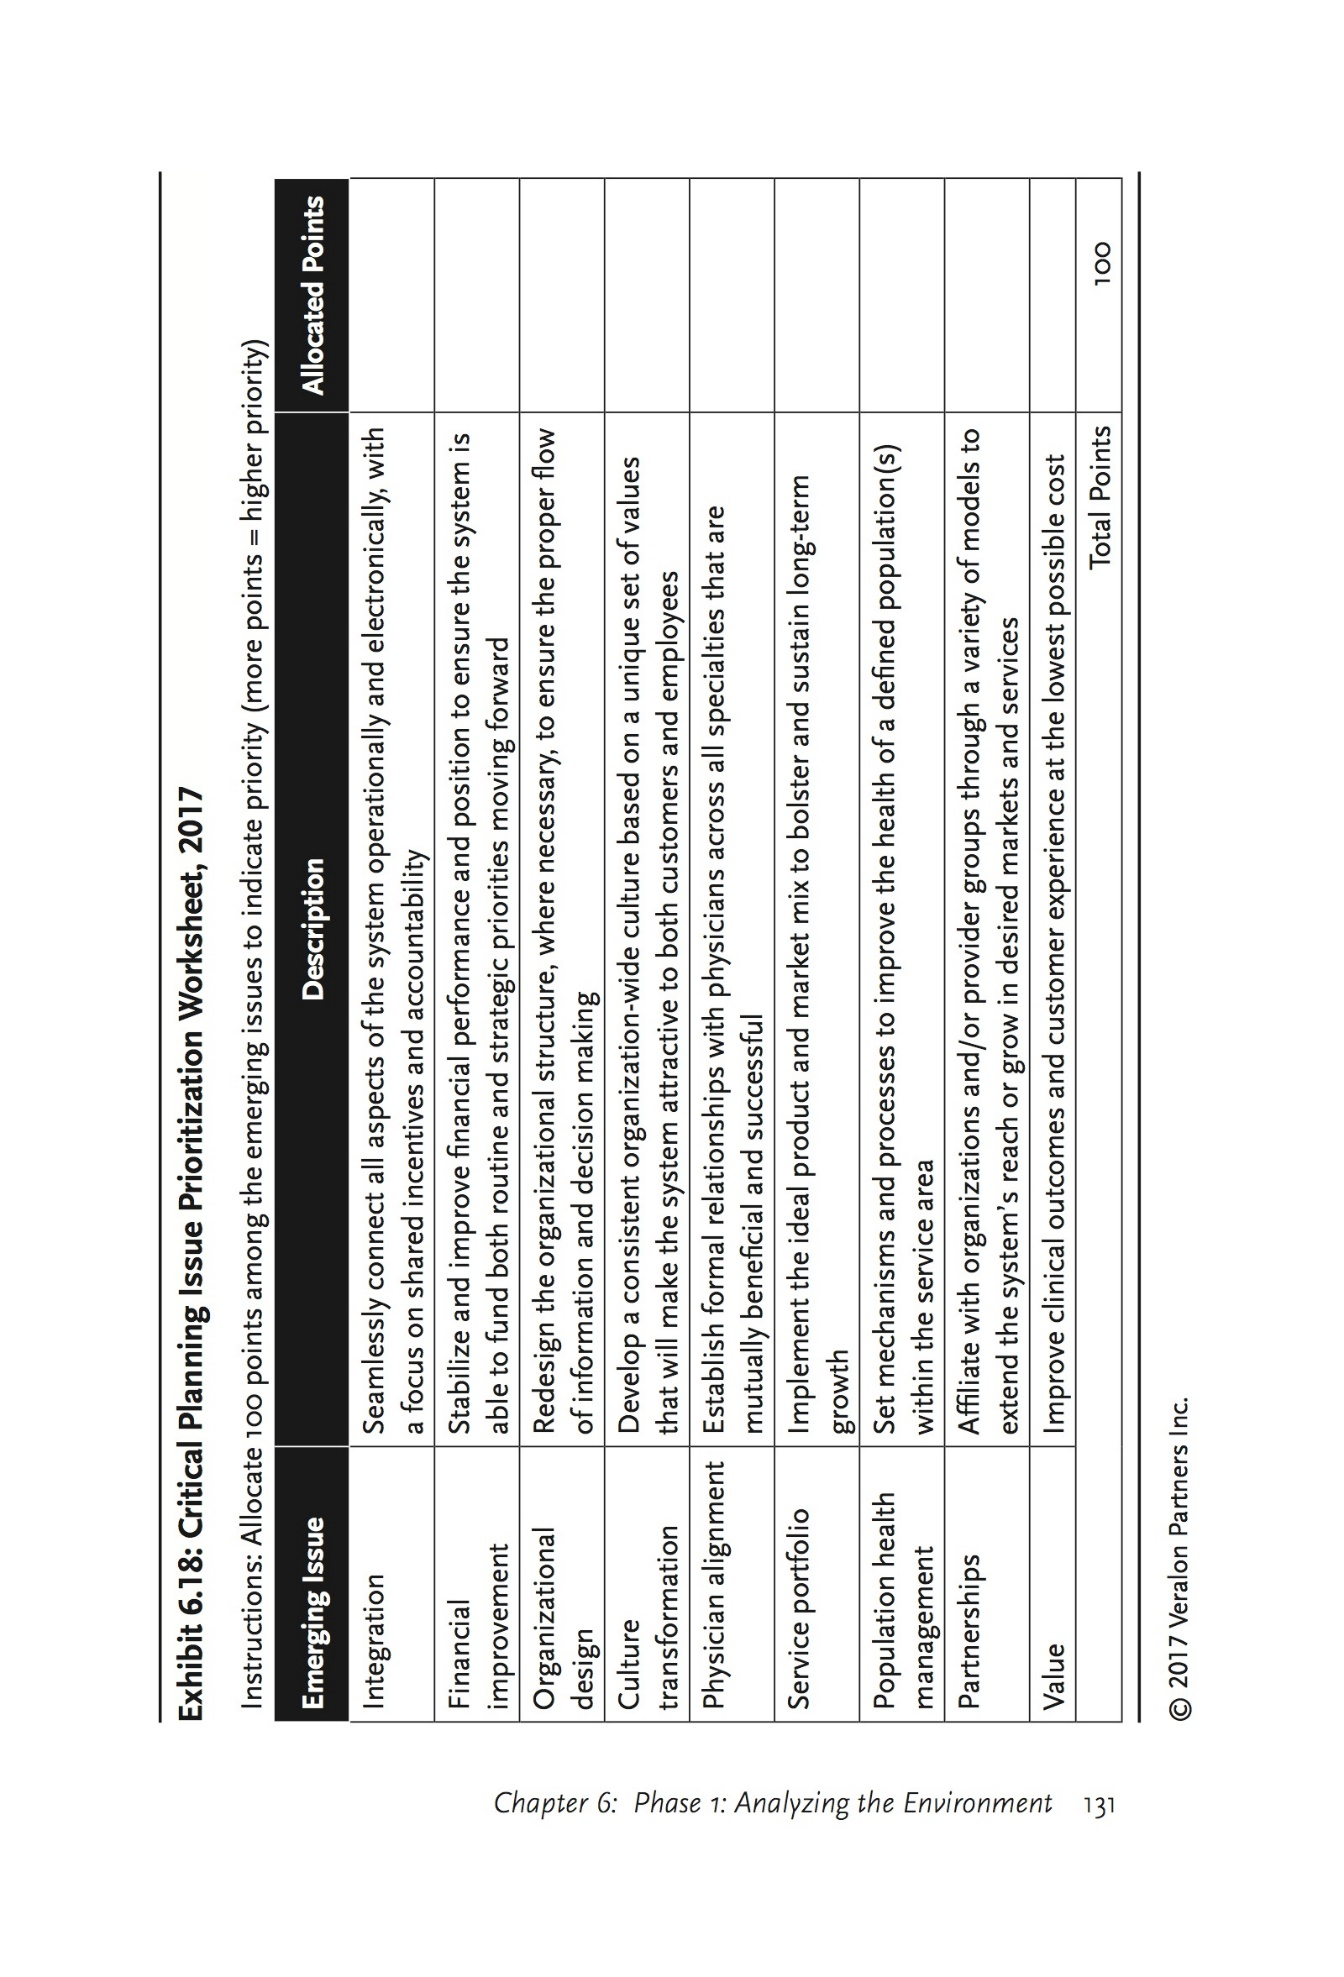 Exhibit 6.18: Critical Planning Issue Prioritization Worksheet, 2017
Instructions: Allocate 100 points among the emerging issues to indicate priority (more points = higher priority)
Emerging Issue Description Allocated Points
Integration Seamlessly connect all aspects of the system operationally and electronically, with
a focus on shared incentives and accountability
Financial Stabilize and improve financial performance and position to ensure the system is
improvement able to fund both routine and strategic priorities moving forward
Organizational Redesign the organizational structure, where necessary, to ensure the proper flow
design of information and decision making
Culture Develop a consistent organization-wide culture based on a unique set of values
transformation that will make the system attractive to both customers and employees
Physician alignment Establish formal relationships with physicians across all specialties that are
mutually beneficial and successful
Service portfolio Implement the ideal product and market mix to bolster and sustain long-term
growth
Population health Set mechanisms and processes to improve the health of a defined population(s)
management within the service area
Partnerships Affiliate with organizations and/or provider groups through a variety of models to
extend the system's reach or grow in desired markets and services
Value Improve clinical outcomes and customer experience at the lowest possible cost
Total Points 100
© 2017 Veralon Partners Inc.
Chapter 6: Phase 1: Analyzing the Environment 131